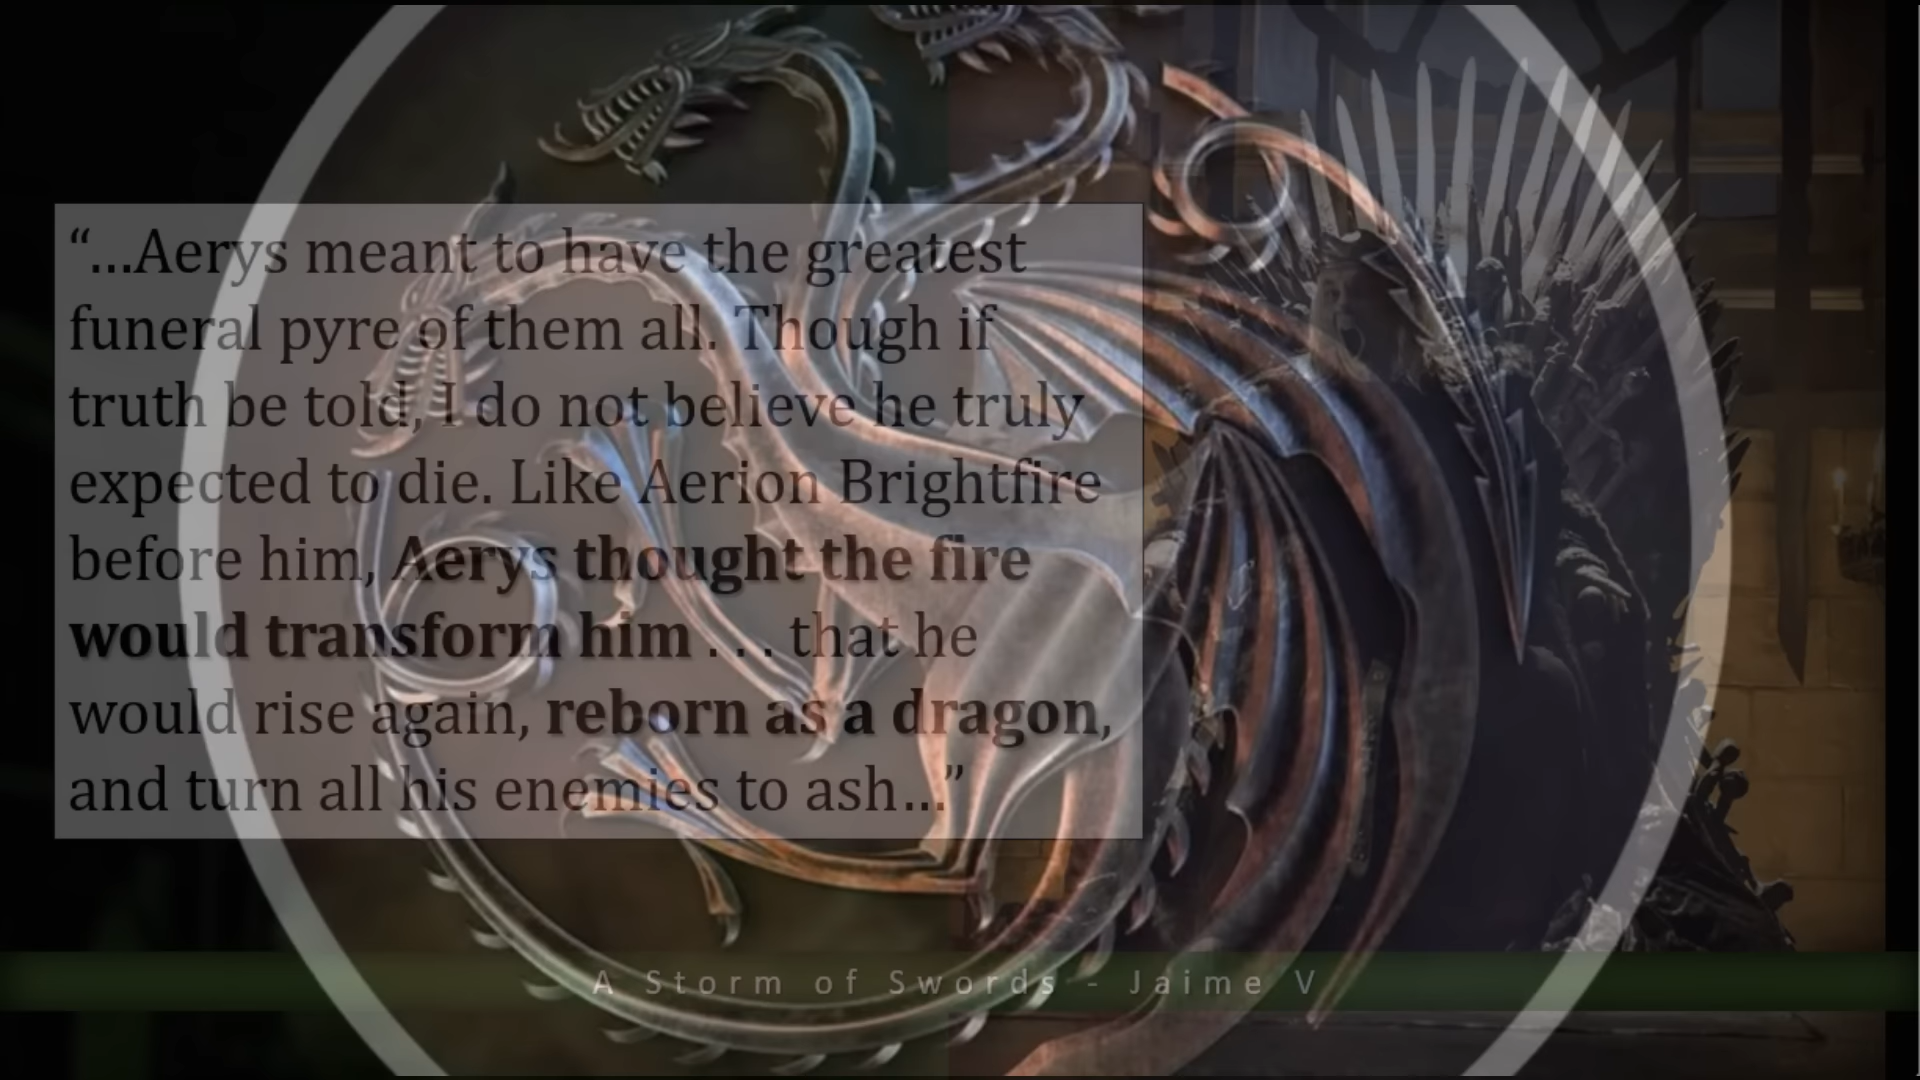 “...Aerys meant to have the greatest
funeral pyre of them all. Though if
truth be told, I do not believe he truly
expected to die. Like Aerion Brightfire
before him, Aerys thought the fire
would transform him . . . that he
would rise again, reborn as a dragon,
and turn all his enemies to ash...”
A Storm of Swords - Jaime V